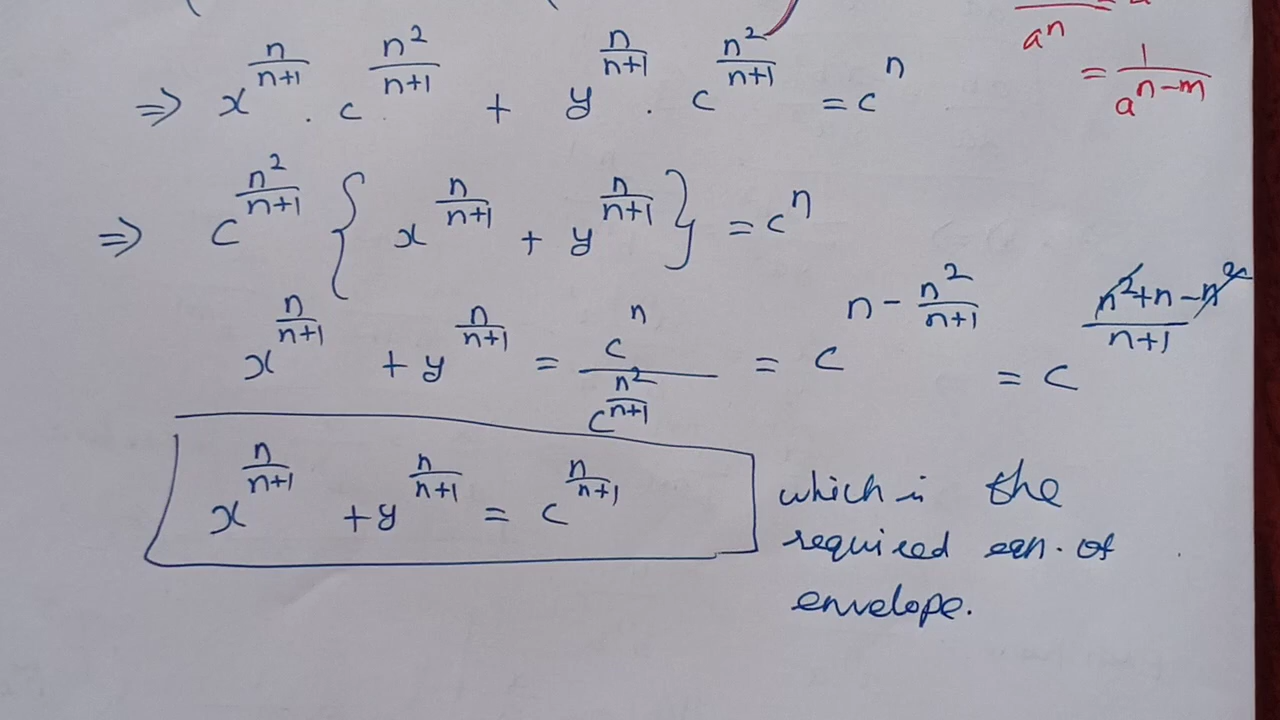 a^n
= 1/a^(n-m)
⇒ x^(n/(n+1)) . c^(n²/(n+1)) + y^(n/(n+1)) . c^(n²/(n+1)) = c^n
⇒ c^(n²/(n+1)) { x^(n/(n+1)) + y^(n/(n+1)) } = c^n
x^(n/(n+1)) + y^(n/(n+1)) = c^n / c^(n²/(n+1)) = c^(n - n²/(n+1)) = c^((n²+n-n²)/(n+1))
x^(n/(n+1)) + y^(n/(n+1)) = c^(n/(n+1)) which is the
required eqn. of
envelope.